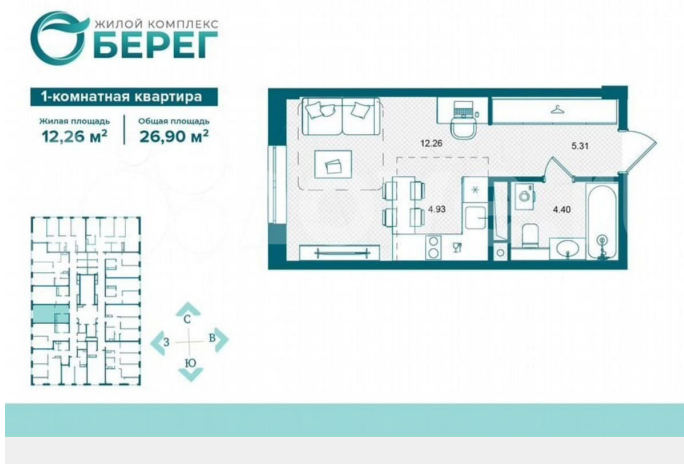 ЖИЛОЙ КОМПЛЕКС
БЕРЕГ
1-комнатная квартира
Жилая площадь
12,26 м²
Общая площадь
26,90 м²
12.26
5.31
4.93
4.40
С
З
В
Ю